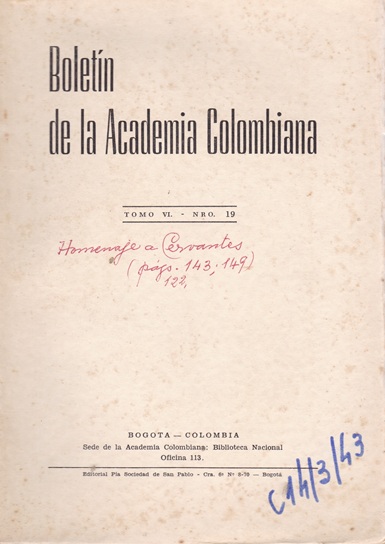 Boletín
de la Academia Colombiana
TOMO VI. - NRO. 19
Homenaje a Cervantes
(págs. 143, 149)
122,
BOGOTA — COLOMBIA
Sede de la Academia Colombiana: Biblioteca Nacional
Oficina 113.
Editorial Pía Sociedad de San Pablo - Cra. 6ª Nº 8-78 — Bogotá
C14/3/43